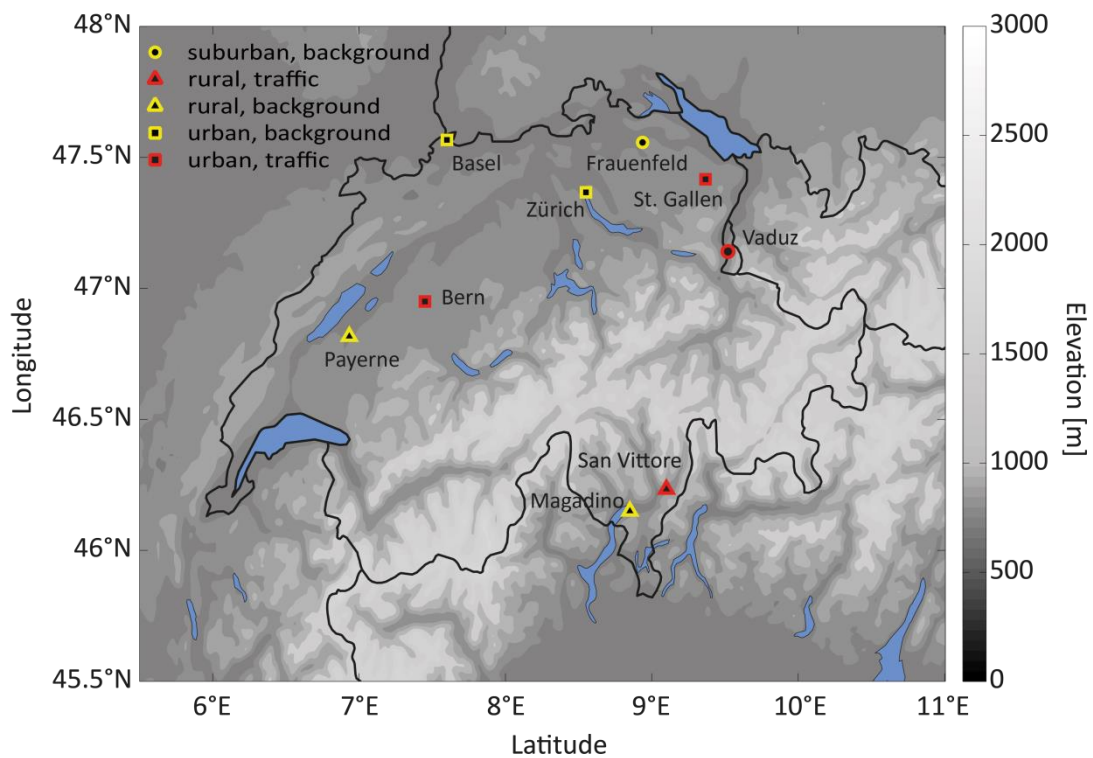 48°N
47.5°N
47°N
46.5°N
46°N
45.5°N
Longitude
suburban, background
rural, traffic
rural, background
urban, background
urban, traffic
Basel
Frauenfeld
Zürich
St. Gallen
Vaduz
Bern
Payerne
San Vittore
Magadino
6°E
7°E
8°E
9°E
10°E
11°E
Latitude
3000
2500
2000
1500
1000
500
0
Elevation [m]